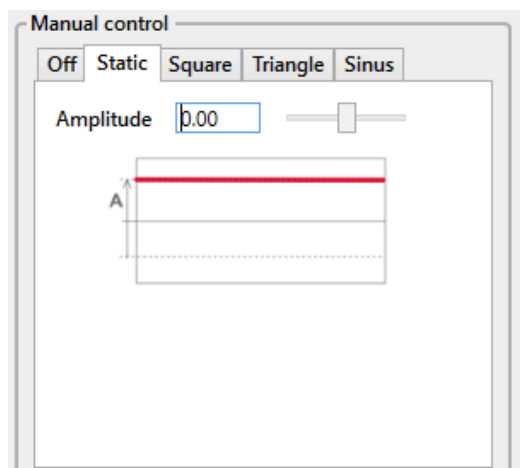 Manual control
Off Static Square Triangle Sinus
Amplitude 0.00
A